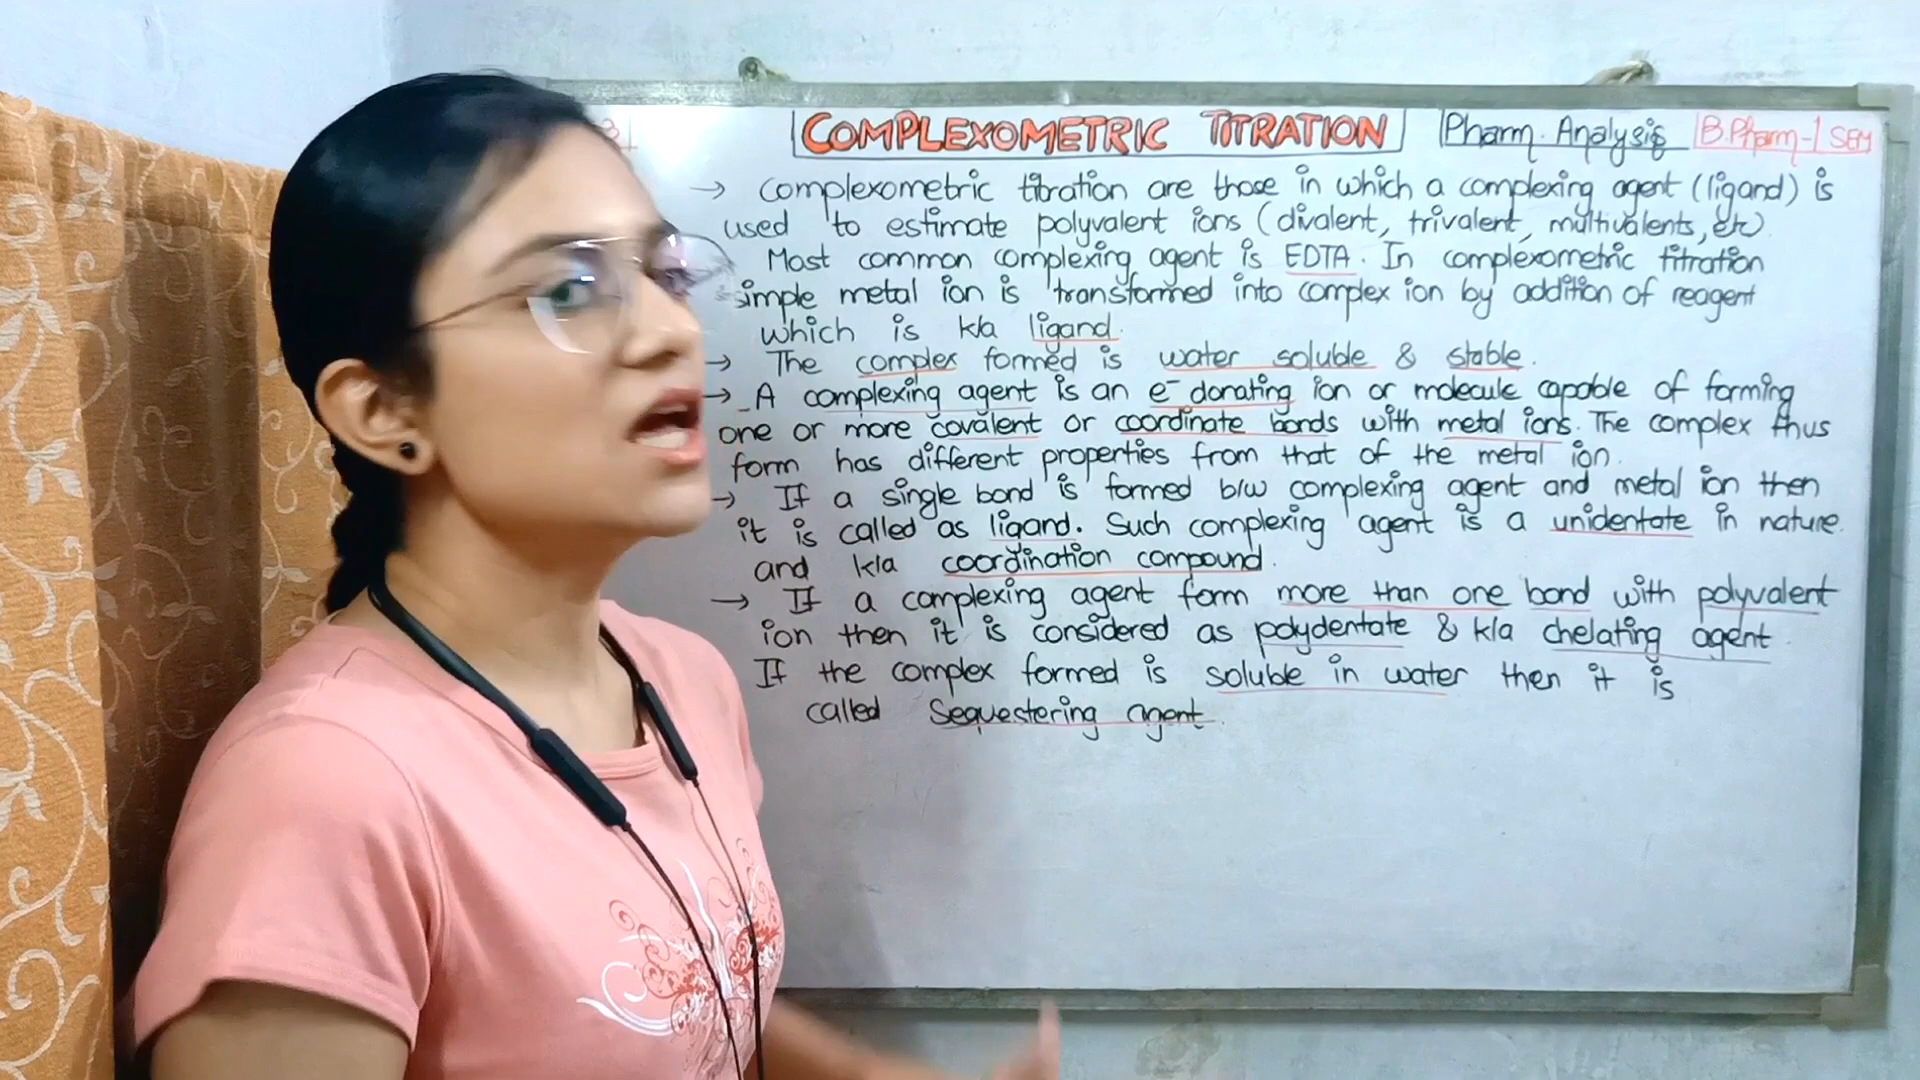 COMPLEXOMETRIC TITRATION Pharm. Analysis B.Pharm-1 SEM
→ complexometric titration are those in which a complexing agent (ligand) is
used to estimate polyvalent ions (divalent, trivalent, multivalents, etc).
Most common complexing agent is EDTA. In complexometric titration
simple metal ion is transformed into complex ion by addition of reagent
which is k/a ligand.
→ The complex formed is water soluble & stable.
→ A complexing agent is an e⁻ donating ion or molecule capable of forming
one or more covalent or coordinate bonds with metal ions. The complex thus
form has different properties from that of the metal ion.
→ If a single bond is formed b/w complexing agent and metal ion then
it is called as ligand. Such complexing agent is a unidentate in nature.
and k/a coordination compound.
→ If a complexing agent form more than one bond with polyvalent
ion then it is considered as polydentate & k/a chelating agent.
If the complex formed is soluble in water then it is
called Sequestering agent.